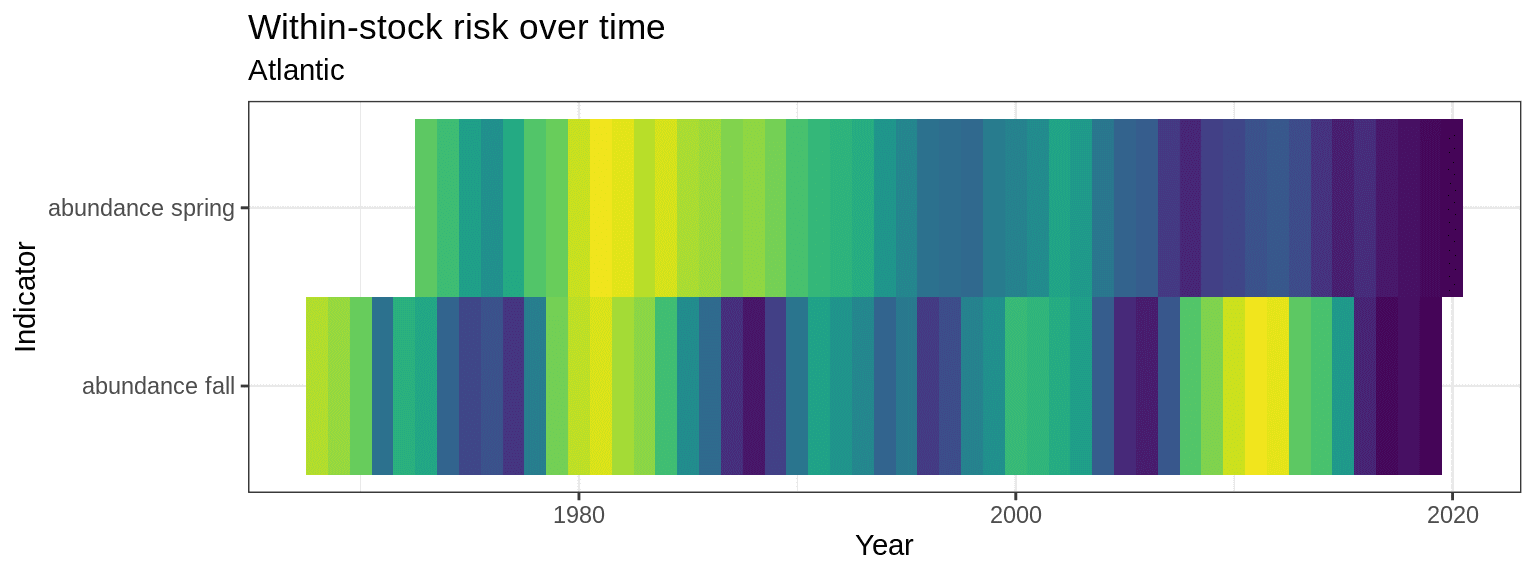 Within-stock risk over time
Atlantic
Indicator
abundance spring
abundance fall
1980 2000 2020
Year